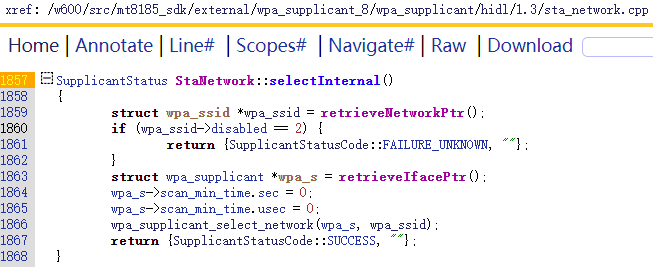 xref: /w600/src/mt8185_sdk/external/wpa_supplicant_8/wpa_supplicant/hidl/1.3/sta_network.cpp
Home | Annotate | Line# | Scopes# | Navigate# | Raw | Download
1857 SupplicantStatus StaNetwork::selectInternal()
1858 {
1859 struct wpa_ssid *wpa_ssid = retrieveNetworkPtr();
1860 if (wpa_ssid->disabled == 2) {
1861 return {SupplicantStatusCode::FAILURE_UNKNOWN, ""};
1862 }
1863 struct wpa_supplicant *wpa_s = retrieveIfacePtr();
1864 wpa_s->scan_min_time.sec = 0;
1865 wpa_s->scan_min_time.usec = 0;
1866 wpa_supplicant_select_network(wpa_s, wpa_ssid);
1867 return {SupplicantStatusCode::SUCCESS, ""};
1868 }